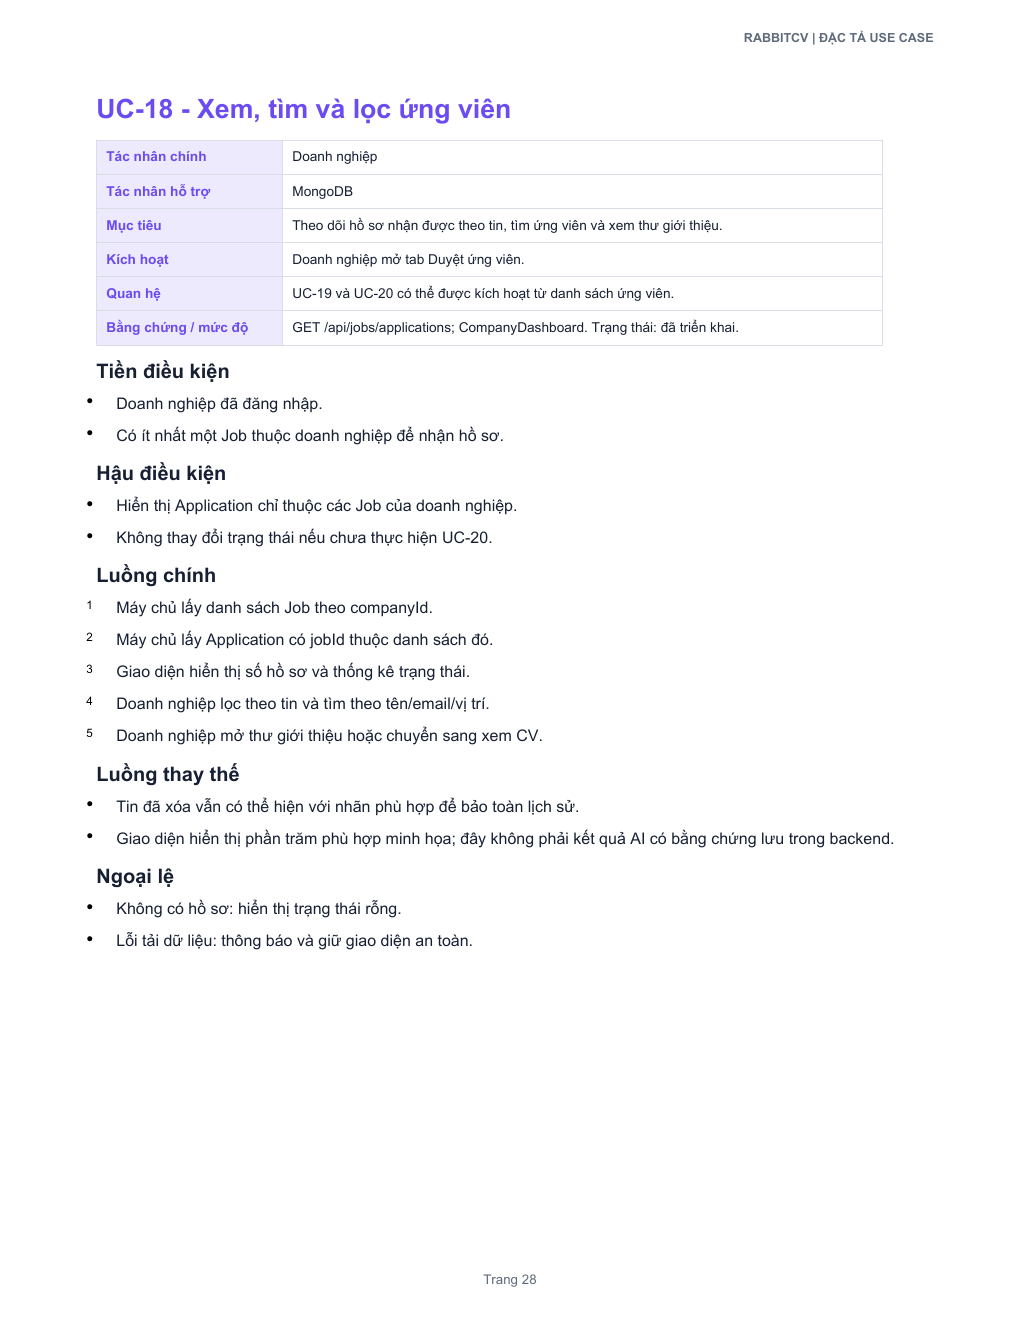 RABBITCV | ĐẶC TẢ USE CASE
UC-18 - Xem, tìm và lọc ứng viên
Tác nhân chính Doanh nghiệp
Tác nhân hỗ trợ MongoDB
Mục tiêu Theo dõi hồ sơ nhận được theo tin, tìm ứng viên và xem thư giới thiệu.
Kích hoạt Doanh nghiệp mở tab Duyệt ứng viên.
Quan hệ UC-19 và UC-20 có thể được kích hoạt từ danh sách ứng viên.
Bằng chứng / mức độ GET /api/jobs/applications; CompanyDashboard. Trạng thái: đã triển khai.
Tiền điều kiện
• Doanh nghiệp đã đăng nhập.
• Có ít nhất một Job thuộc doanh nghiệp để nhận hồ sơ.
Hậu điều kiện
• Hiển thị Application chỉ thuộc các Job của doanh nghiệp.
• Không thay đổi trạng thái nếu chưa thực hiện UC-20.
Luồng chính
1 Máy chủ lấy danh sách Job theo companyId.
2 Máy chủ lấy Application có jobId thuộc danh sách đó.
3 Giao diện hiển thị số hồ sơ và thống kê trạng thái.
4 Doanh nghiệp lọc theo tin và tìm theo tên/email/vị trí.
5 Doanh nghiệp mở thư giới thiệu hoặc chuyển sang xem CV.
Luồng thay thế
• Tin đã xóa vẫn có thể hiện với nhãn phù hợp để bảo toàn lịch sử.
• Giao diện hiển thị phần trăm phù hợp minh họa; đây không phải kết quả AI có bằng chứng lưu trong backend.
Ngoại lệ
• Không có hồ sơ: hiển thị trạng thái rỗng.
• Lỗi tải dữ liệu: thông báo và giữ giao diện an toàn.
Trang 28